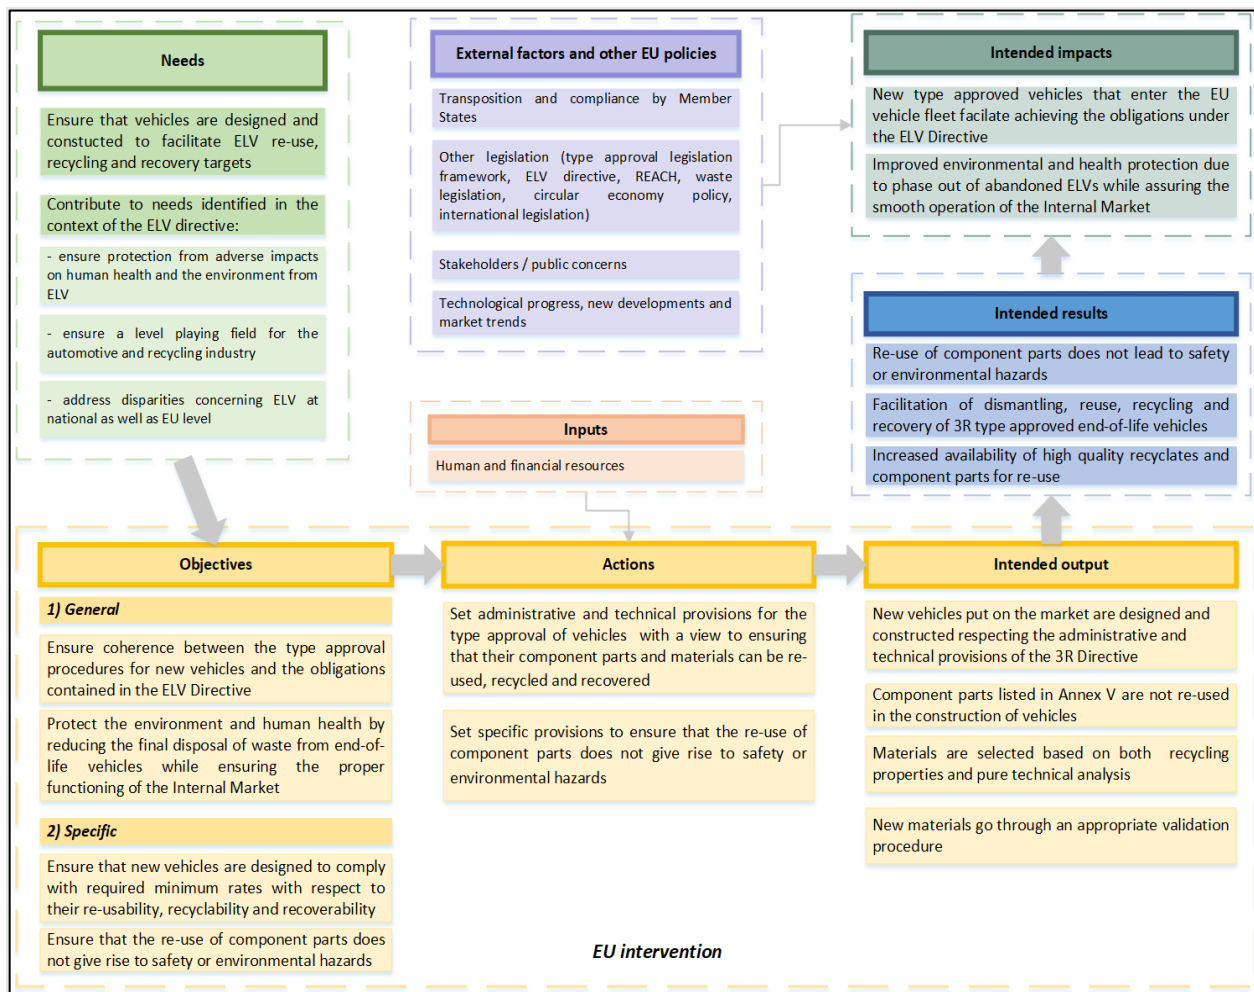 Needs
Ensure that vehicles are designed and
constucted to facilitate ELV re-use,
recycling and recovery targets
Contribute to needs identified in the
context of the ELV directive:
- ensure protection from adverse impacts
on human health and the environment from
ELV
- ensure a level playing field for the
automotive and recycling industry
- address disparities concerning ELV at
national as well as EU level
External factors and other EU policies
Transposition and compliance by Member
States
Other legislation (type approval legislation
framework, ELV directive, REACH, waste
legislation, circular economy policy,
international legislation)
Stakeholders / public concerns
Technological progress, new developments and
market trends
Inputs
Human and financial resources
Intended impacts
New type approved vehicles that enter the EU
vehicle fleet facilate achieving the obligations under
the ELV Directive
Improved environmental and health protection due
to phase out of abandoned ELVs while assuring the
smooth operation of the Internal Market
Intended results
Re-use of component parts does not lead to safety
or environmental hazards
Facilitation of dismantling, reuse, recycling and
recovery of 3R type approved end-of-life vehicles
Increased availability of high quality recyclates and
component parts for re-use
Objectives
1) General
Ensure coherence between the type approval
procedures for new vehicles and the obligations
contained in the ELV Directive
Protect the environment and human health by
reducing the final disposal of waste from end-of-
life vehicles while ensuring the proper
functioning of the Internal Market
2) Specific
Ensure that new vehicles are designed to comply
with required minimum rates with respect to
their re-usability, recyclability and recoverability
Ensure that the re-use of component parts does
not give rise to safety or environmental hazards
Actions
Set administrative and technical provisions for the
type approval of vehicles with a view to ensuring
that their component parts and materials can be re-
used, recycled and recovered
Set specific provisions to ensure that the re-use of
component parts does not give rise to safety or
environmental hazards
Intended output
New vehicles put on the market are designed and
constructed respecting the administrative and
technical provisions of the 3R Directive
Component parts listed in Annex V are not re-used
in the construction of vehicles
Materials are selected based on both recycling
properties and pure technical analysis
New materials go through an appropriate validation
procedure
EU intervention